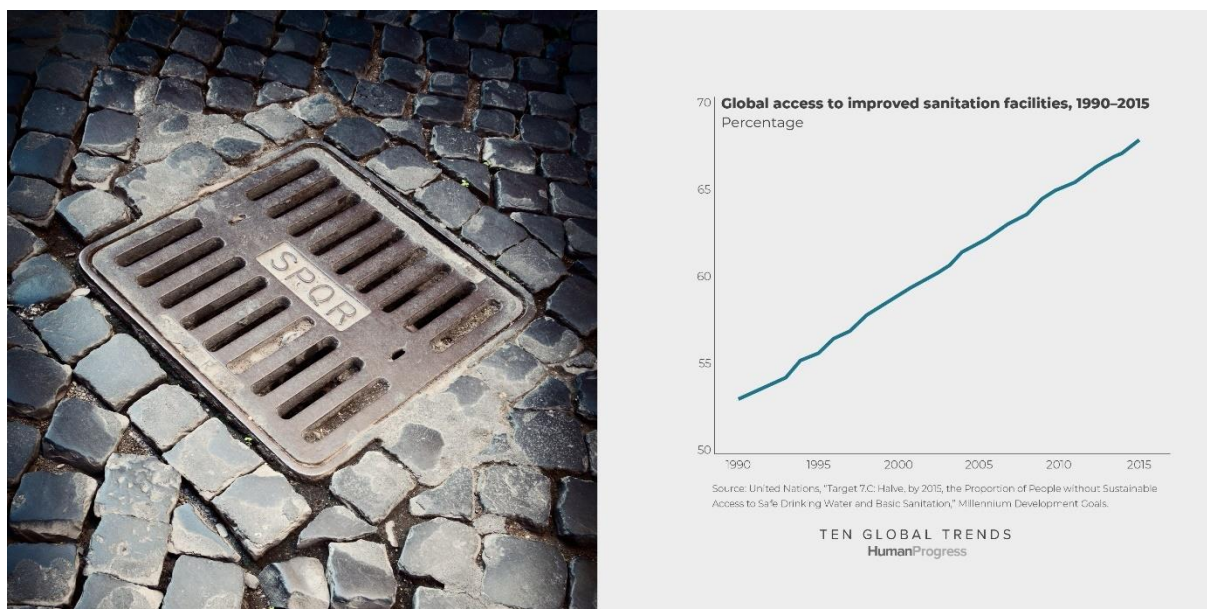 SPQR
70
Global access to improved sanitation facilities, 1990–2015
Percentage
65
60
55
50
1990 1995 2000 2005 2010 2015
Source: United Nations, "Target 7.C: Halve, by 2015, the Proportion of People without Sustainable
Access to Safe Drinking Water and Basic Sanitation," Millennium Development Goals.
TEN GLOBAL TRENDS
HumanProgress